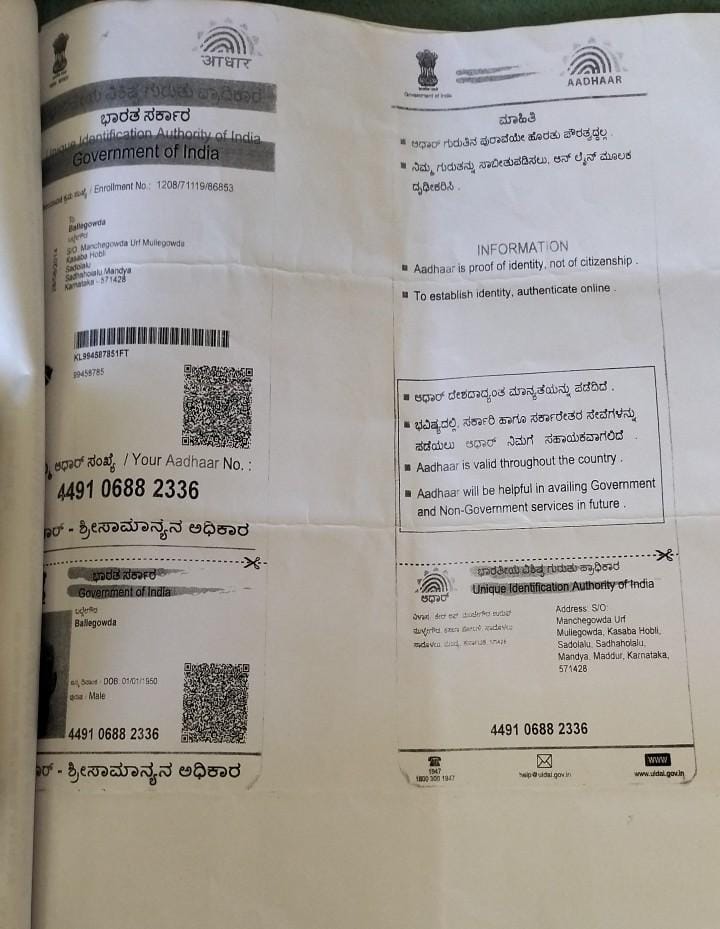 आधार
ಭಾರತ ಸರ್ಕಾರ
Unique Identification Authority of India
Government of India
/ Enrollment No.: 1208/71119/86853
To
Ballegowda
S/O Manchegowda Urf Muliegowda
Kasaba Hobli
Sadolalu
Sadhaholalu,Mandya
Karnataka - 571428
KL994587851FT
99458785
ಆಧಾರ್ ಸಂಖ್ಯೆ / Your Aadhaar No. :
4491 0688 2336
- ಶ್ರೀಸಾಮಾನ್ಯನ ಅಧಿಕಾರ
ಭಾರತ ಸರ್ಕಾರ
Government of India
Ballegowda
DOB: 01/01/1950
Male
4491 0688 2336
- ಶ್ರೀಸಾಮಾನ್ಯನ ಅಧಿಕಾರ
Government of India
AADHAAR
ಮಾಹಿತಿ
■ ಆಧಾರ್ ಗುರುತಿನ ಪುರಾವೆಯೇ ಹೊರತು ಪೌರತ್ವದ್ದಲ್ಲ .
■ ನಿಮ್ಮ ಗುರುತನ್ನು ಸಾಬೀತುಪಡಿಸಲು, ಆನ್ ಲೈನ್ ಮೂಲಕ
ದೃಢೀಕರಿಸಿ .
INFORMATION
■ Aadhaar is proof of identity, not of citizenship .
■ To establish identity, authenticate online .
■ ಆಧಾರ್ ದೇಶದಾದ್ಯಂತ ಮಾನ್ಯತೆಯನ್ನು ಪಡೆದಿದೆ .
■ ಭವಿಷ್ಯದಲ್ಲಿ, ಸರ್ಕಾರಿ ಹಾಗೂ ಸರ್ಕಾರೇತರ ಸೇವೆಗಳನ್ನು
ಪಡೆಯಲು ಆಧಾರ್ ನಿಮಗೆ ಸಹಾಯಕವಾಗಲಿದೆ .
■ Aadhaar is valid throughout the country .
■ Aadhaar will be helpful in availing Government
and Non-Government services in future .
ಭಾರತೀಯ ವಿಶಿಷ್ಟ ಗುರುತು ಪ್ರಾಧಿಕಾರ
Unique Identification Authority of India
ಆಧಾರ್
Address: S/O:
Manchegowda Urf
Muliegowda, Kasaba Hobli,
Sadolalu, Sadhaholalu,
Mandya, Maddur, Karnataka,
571428
4491 0688 2336
1947
1800 300 1947
help@uidai.gov.in
WWW
www.uidai.gov.in